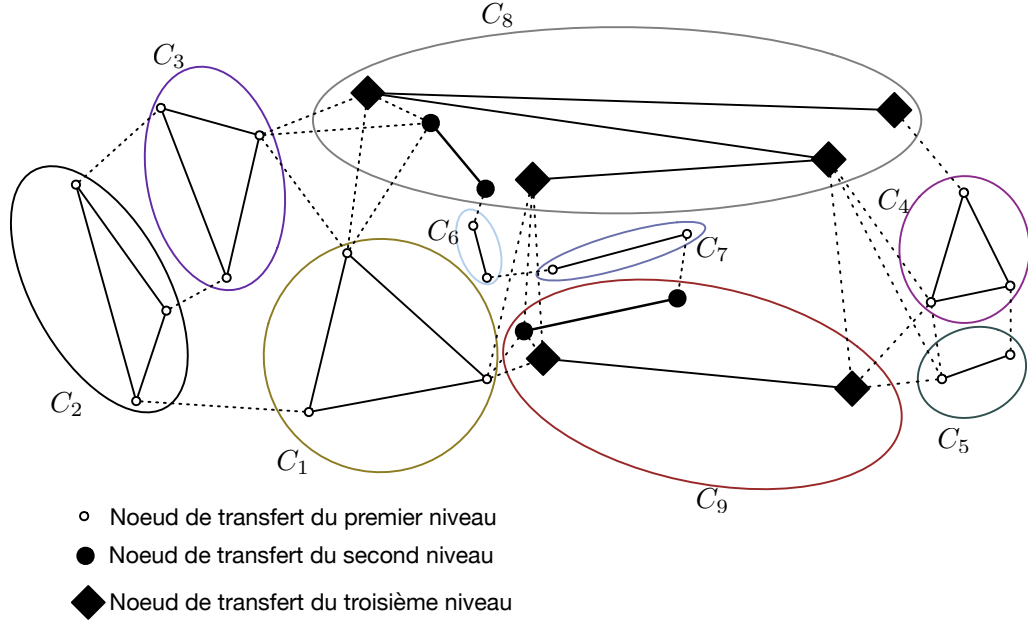 C8
C3
C4
C6
C7
C2
C1
C5
C9
Noeud de transfert du premier niveau
Noeud de transfert du second niveau
Noeud de transfert du troisième niveau